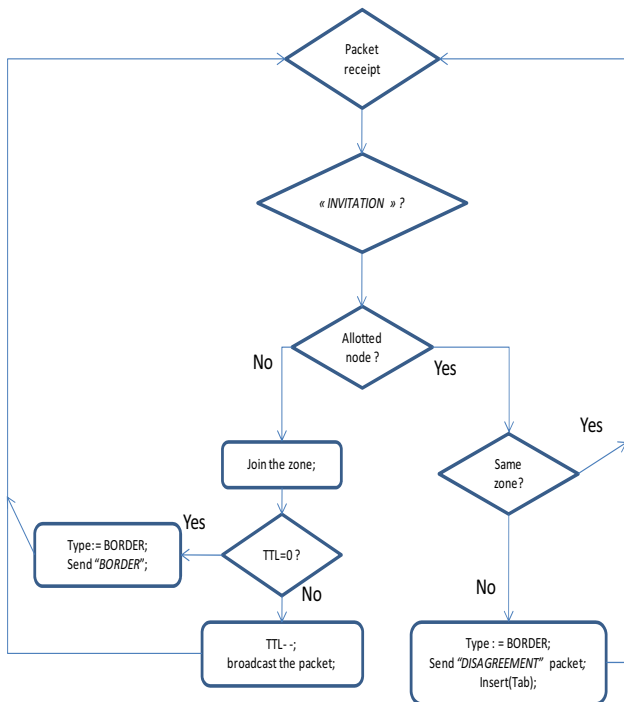 Packet
receipt
« INVITATION » ?
Allotted
node ?
No
Yes
Yes
Join the zone;
Same
zone?
Yes
Type:= BORDER;
Send “BORDER”;
TTL=0 ?
No
No
TTL- -;
broadcast the packet;
Type : = BORDER;
Send “DISAGREEMENT” packet;
Insert(Tab);